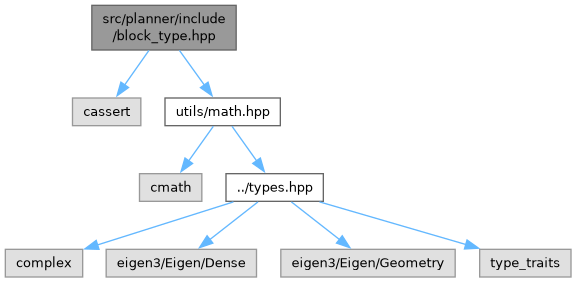 src/planner/include
/block_type.hpp
cassert
utils/math.hpp
cmath
../types.hpp
complex
eigen3/Eigen/Dense
eigen3/Eigen/Geometry
type_traits